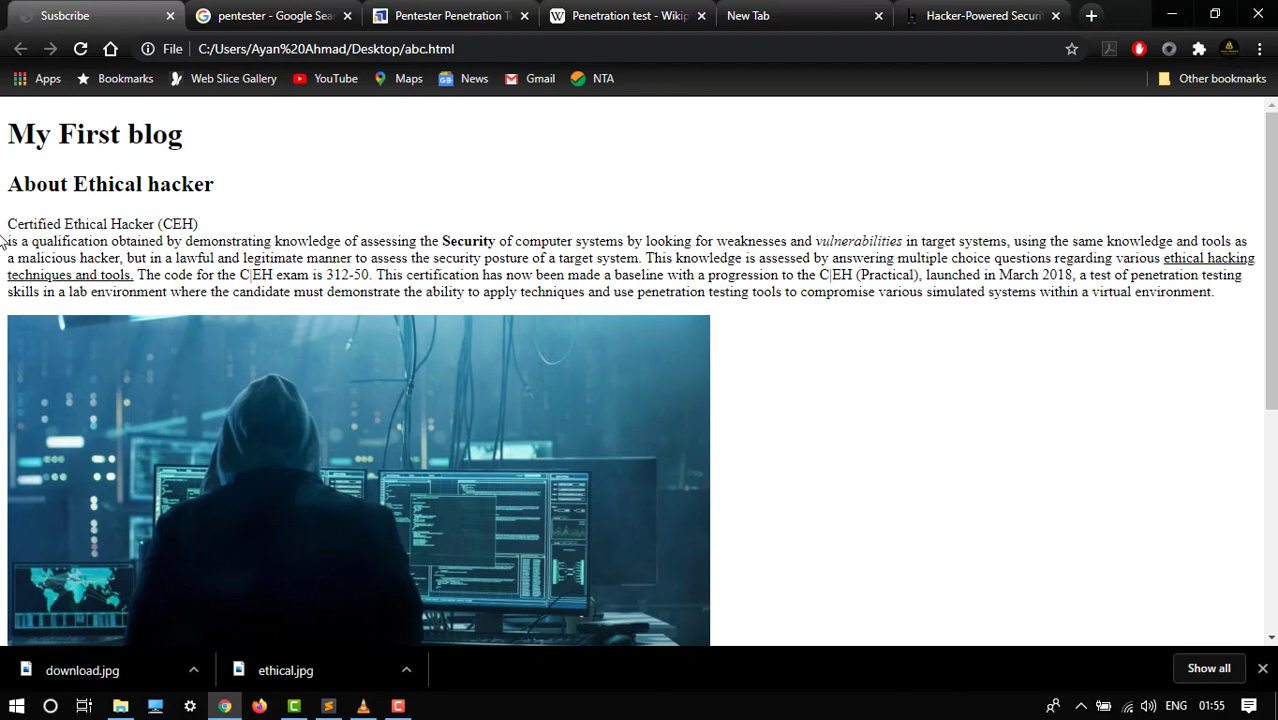 Susbcribe
pentester - Google Sea
Pentester Penetration T
Penetration test - Wikip
New Tab
Hacker-Powered Securi
File
C:/Users/Ayan%20Ahmad/Desktop/abc.html
Apps
Bookmarks
Web Slice Gallery
YouTube
Maps
News
Gmail
NTA
Other bookmarks
My First blog
About Ethical hacker
Certified Ethical Hacker (CEH)
is a qualification obtained by demonstrating knowledge of assessing the Security of computer systems by looking for weaknesses and vulnerabilities in target systems, using the same knowledge and tools as
a malicious hacker, but in a lawful and legitimate manner to assess the security posture of a target system. This knowledge is assessed by answering multiple choice questions regarding various ethical hacking
techniques and tools. The code for the C|EH exam is 312-50. This certification has now been made a baseline with a progression to the C|EH (Practical), launched in March 2018, a test of penetration testing
skills in a lab environment where the candidate must demonstrate the ability to apply techniques and use penetration testing tools to compromise various simulated systems within a virtual environment.
download.jpg
ethical.jpg
Show all
ENG
01:55